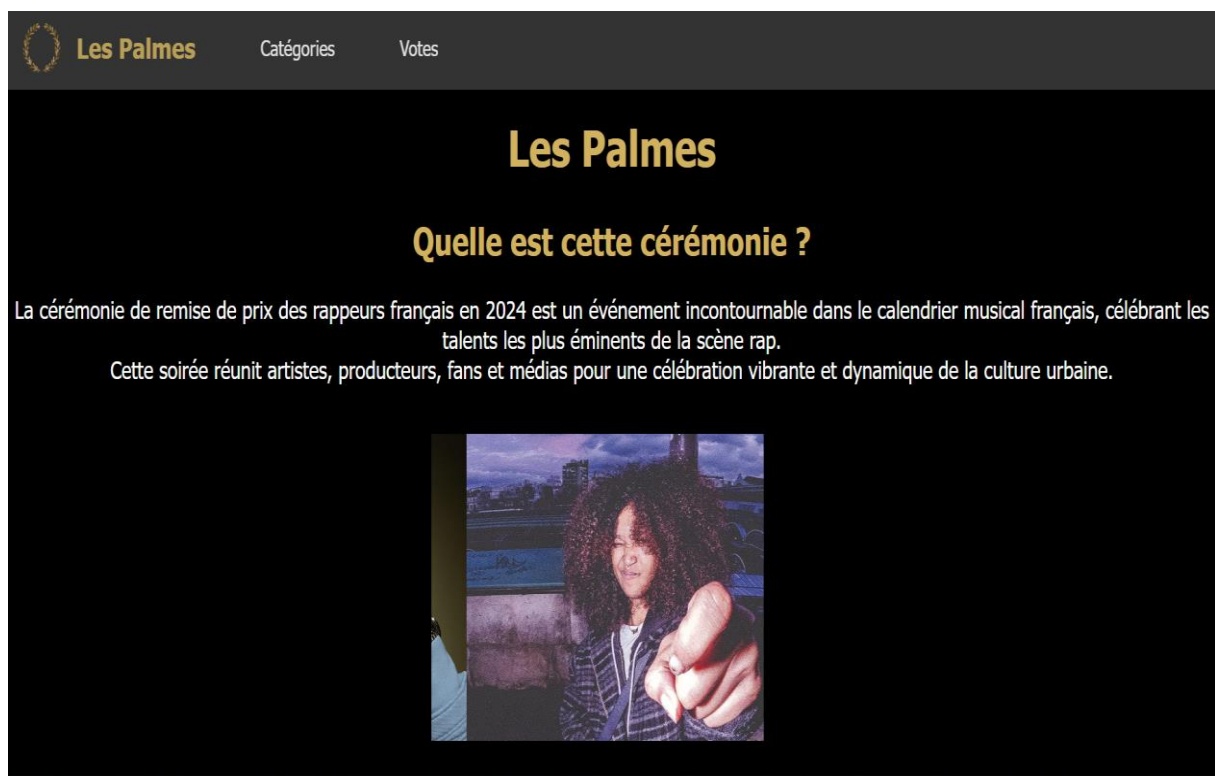 Les Palmes
Catégories
Votes
Les Palmes
Quelle est cette cérémonie ?
La cérémonie de remise de prix des rappeurs français en 2024 est un événement incontournable dans le calendrier musical français, célébrant les
talents les plus éminents de la scène rap.
Cette soirée réunit artistes, producteurs, fans et médias pour une célébration vibrante et dynamique de la culture urbaine.